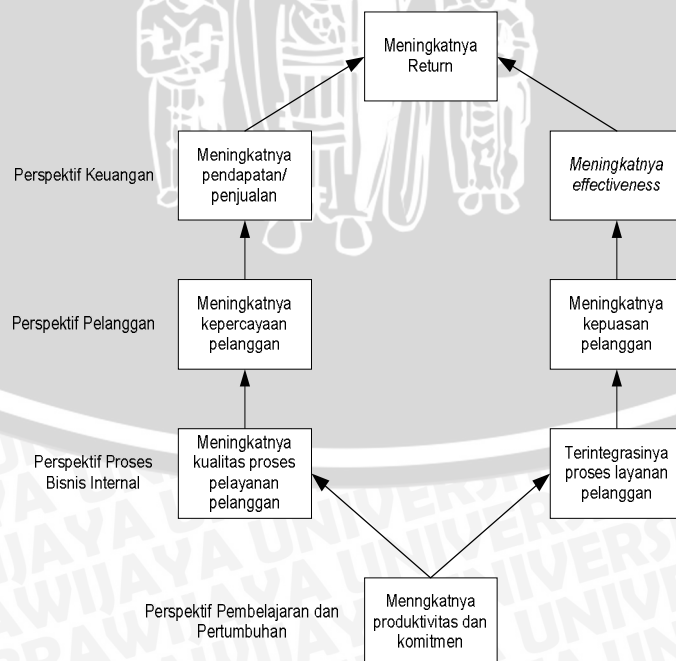 Meningkatnya
Return
Perspektif Keuangan
Meningkatnya
pendapatan/
penjualan
Meningkatnya
effectiveness
Perspektif Pelanggan
Meningkatnya
kepercayaan
pelanggan
Meningkatnya
kepuasan
pelanggan
Perspektif Proses
Bisnis Internal
Meningkatnya
kualitas proses
pelayanan
pelanggan
Terintegrasinya
proses layanan
pelanggan
Perspektif Pembelajaran dan
Pertumbuhan
Menngkatnya
produktivitas dan
komitmen